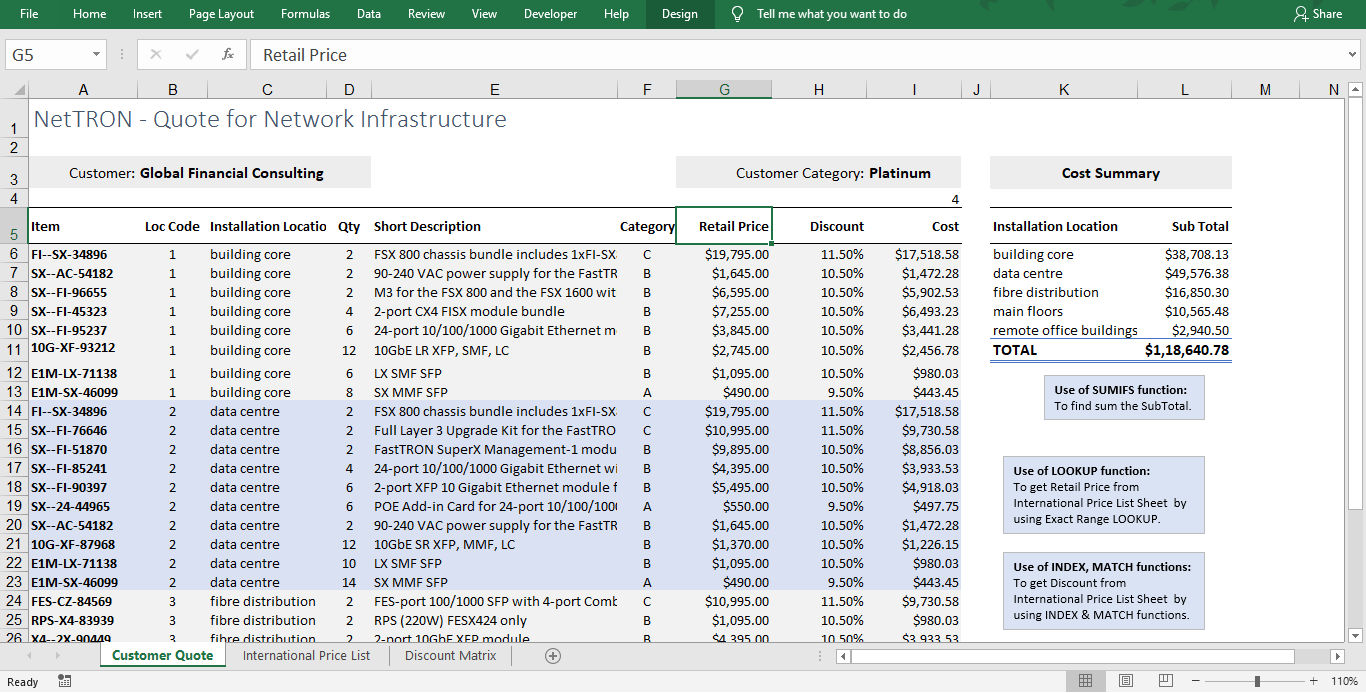 File Home Insert Page Layout Formulas Data Review View Developer Help Design Tell me what you want to do Share
G5 fx Retail Price
A B C D E F G H I J K L M N
1 NetTRON - Quote for Network Infrastructure
2
3 Customer: Global Financial Consulting Customer Category: Platinum Cost Summary
4 4
5 Item Loc Code Installation Locatio Qty Short Description Category Retail Price Discount Cost Installation Location Sub Total
6 FI--SX-34896 1 building core 2 FSX 800 chassis bundle includes 1xFI-SX C $19,795.00 11.50% $17,518.58 building core $38,708.13
7 SX--AC-54182 1 building core 2 90-240 VAC power supply for the FastTR B $1,645.00 10.50% $1,472.28 data centre $49,576.38
8 SX--FI-96655 1 building core 2 M3 for the FSX 800 and the FSX 1600 wit B $6,595.00 10.50% $5,902.53 fibre distribution $16,850.30
9 SX--FI-45323 1 building core 4 2-port CX4 FISX module bundle B $7,255.00 10.50% $6,493.23 main floors $10,565.48
10 SX--FI-95237 1 building core 6 24-port 10/100/1000 Gigabit Ethernet m B $3,845.00 10.50% $3,441.28 remote office buildings $2,940.50
11 10G-XF-93212 1 building core 12 10GbE LR XFP, SMF, LC B $2,745.00 10.50% $2,456.78 TOTAL $1,18,640.78
12 E1M-LX-71138 1 building core 6 LX SMF SFP B $1,095.00 10.50% $980.03
13 E1M-SX-46099 1 building core 8 SX MMF SFP A $490.00 9.50% $443.45
Use of SUMIFS function:
To find sum the SubTotal.
14 FI--SX-34896 2 data centre 2 FSX 800 chassis bundle includes 1xFI-SX C $19,795.00 11.50% $17,518.58
15 SX--FI-76646 2 data centre 2 Full Layer 3 Upgrade Kit for the FastTRO C $10,995.00 11.50% $9,730.58
16 SX--FI-51870 2 data centre 2 FastTRON SuperX Management-1 modu B $9,895.00 10.50% $8,856.03
17 SX--FI-85241 2 data centre 4 24-port 10/100/1000 Gigabit Ethernet wi B $4,395.00 10.50% $3,933.53
18 SX--FI-90397 2 data centre 6 2-port XFP 10 Gigabit Ethernet module f B $5,495.00 10.50% $4,918.03
19 SX--24-44965 2 data centre 6 POE Add-in Card for 24-port 10/100/100 A $550.00 9.50% $497.75
20 SX--AC-54182 2 data centre 2 90-240 VAC power supply for the FastTR B $1,645.00 10.50% $1,472.28
Use of LOOKUP function:
To get Retail Price from
International Price List Sheet by
using Exact Range LOOKUP.
21 10G-XF-87968 2 data centre 12 10GbE SR XFP, MMF, LC B $1,370.00 10.50% $1,226.15
22 E1M-LX-71138 2 data centre 10 LX SMF SFP B $1,095.00 10.50% $980.03
23 E1M-SX-46099 2 data centre 14 SX MMF SFP A $490.00 9.50% $443.45
24 FES-CZ-84569 3 fibre distribution 2 FES-port 100/1000 SFP with 4-port Comb C $10,995.00 11.50% $9,730.58
25 RPS-X4-83939 3 fibre distribution 2 RPS (220W) FESX424 only B $1,095.00 10.50% $980.03
26 X4--2X-90449 3 fibre distribution 2 2-port 10GbE XFP module B $4,395.00 10.50% $3,933.53
Use of INDEX, MATCH functions:
To get Discount from
International Price List Sheet by
using INDEX & MATCH functions.
Customer Quote International Price List Discount Matrix
Ready 110%